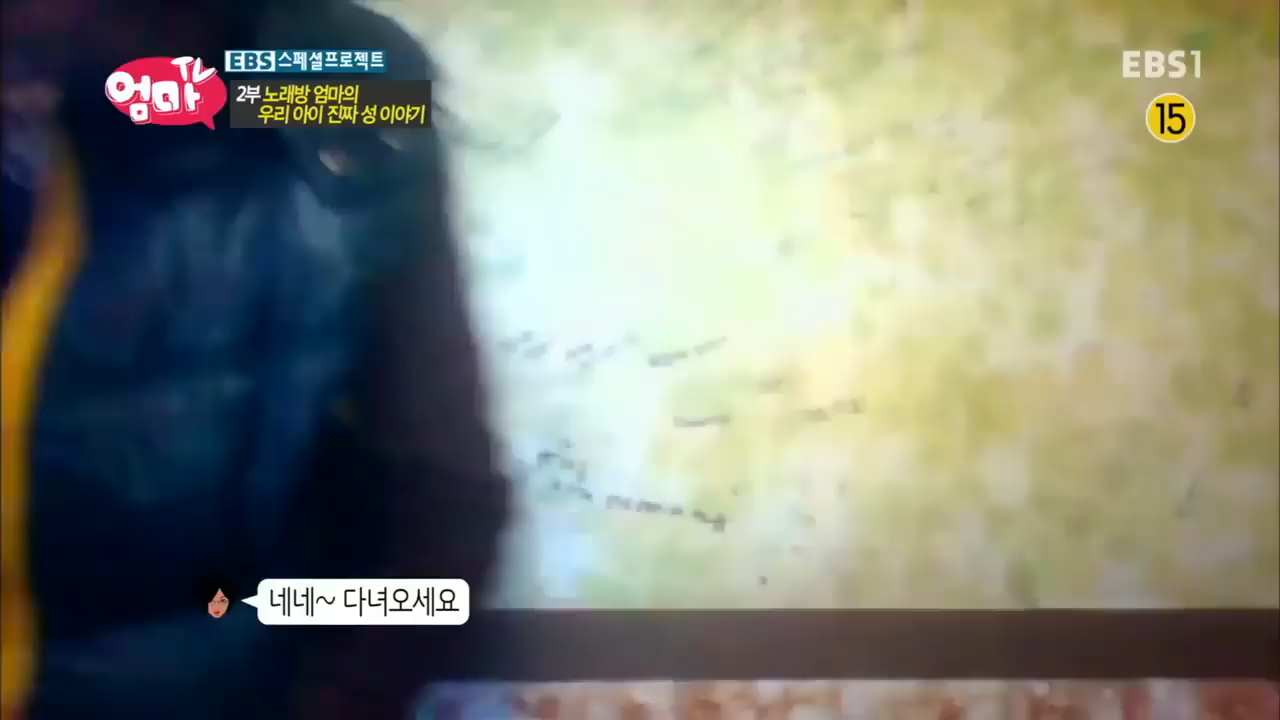 엄마TV
EBS 스페셜프로젝트
2부 노래방 엄마의
우리 아이 진짜 성 이야기
EBS1
15
네네~ 다녀오세요